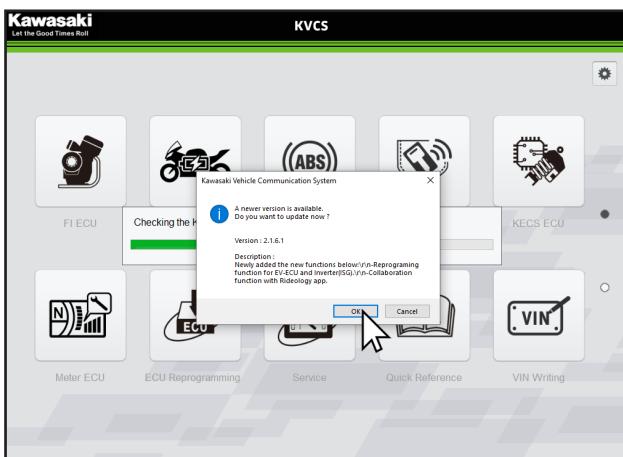 Kawasaki
Let the Good Times Roll
KVCS
(ABS)
FI ECU
KECS ECU
Checking the K
Kawasaki Vehicle Communication System
A newer version is available.
Do you want to update now ?
Version : 2.1.6.1
Description :
Newly added the new functions below:\r\n-Reprograming
function for EV-ECU and Inverter(ISG).\r\n-Collaboration
function with Rideology app.
OK
Cancel
N
ECU
VIN
Meter ECU
ECU Reprogramming
Service
Quick Reference
VIN Writing